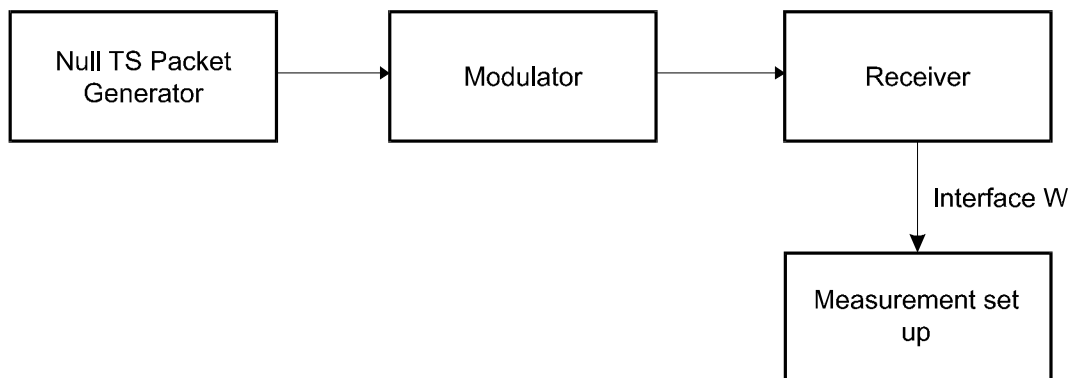 Null TS Packet
Generator
Modulator
Receiver
Interface W
Measurement set
up